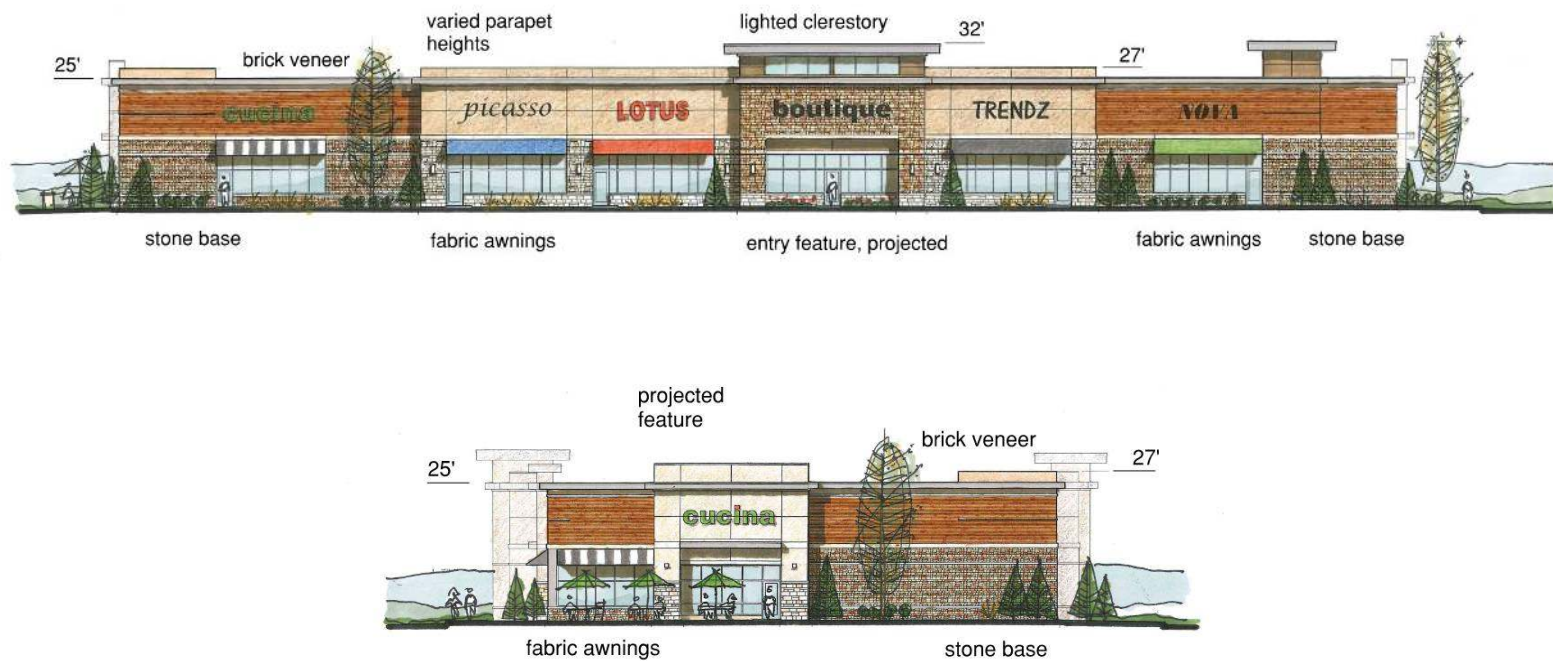 varied parapet
heights
lighted clerestory
32'
25'
brick veneer
27'
cucina
picasso
LOTUS
boutique
TRENDZ
NOVA
stone base
fabric awnings
entry feature, projected
fabric awnings
stone base
projected
feature
brick veneer
25'
27'
cucina
fabric awnings
stone base